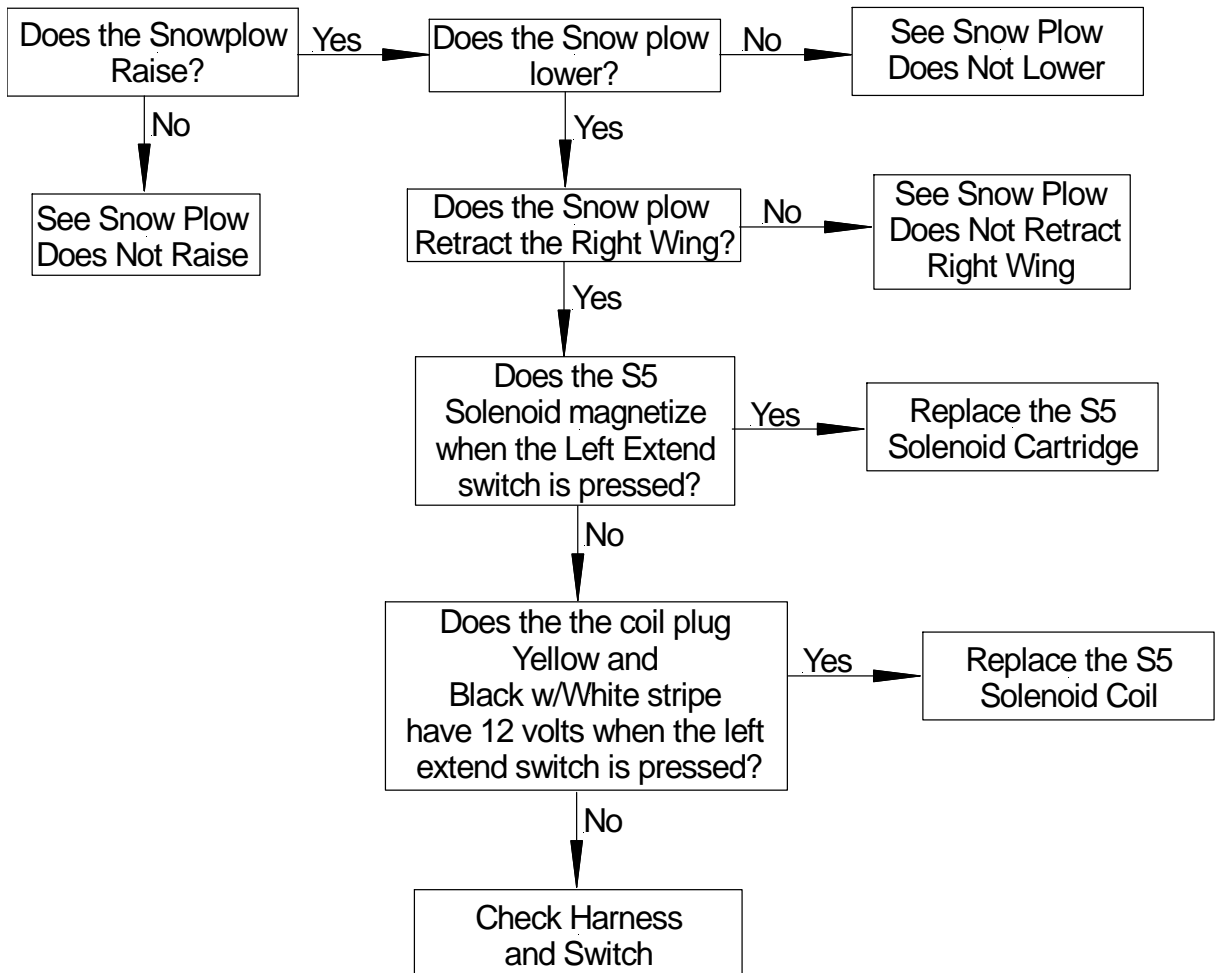 Does the Snowplow
Raise?
Yes
Does the Snow plow
lower?
No
See Snow Plow
Does Not Lower
No
See Snow Plow
Does Not Raise
Yes
Does the Snow plow
Retract the Right Wing?
No
See Snow Plow
Does Not Retract
Right Wing
Yes
Does the S5
Solenoid magnetize
when the Left Extend
switch is pressed?
Yes
Replace the S5
Solenoid Cartridge
No
Does the the coil plug
Yellow and
Black w/White stripe
have 12 volts when the left
extend switch is pressed?
Yes
Replace the S5
Solenoid Coil
No
Check Harness
and Switch